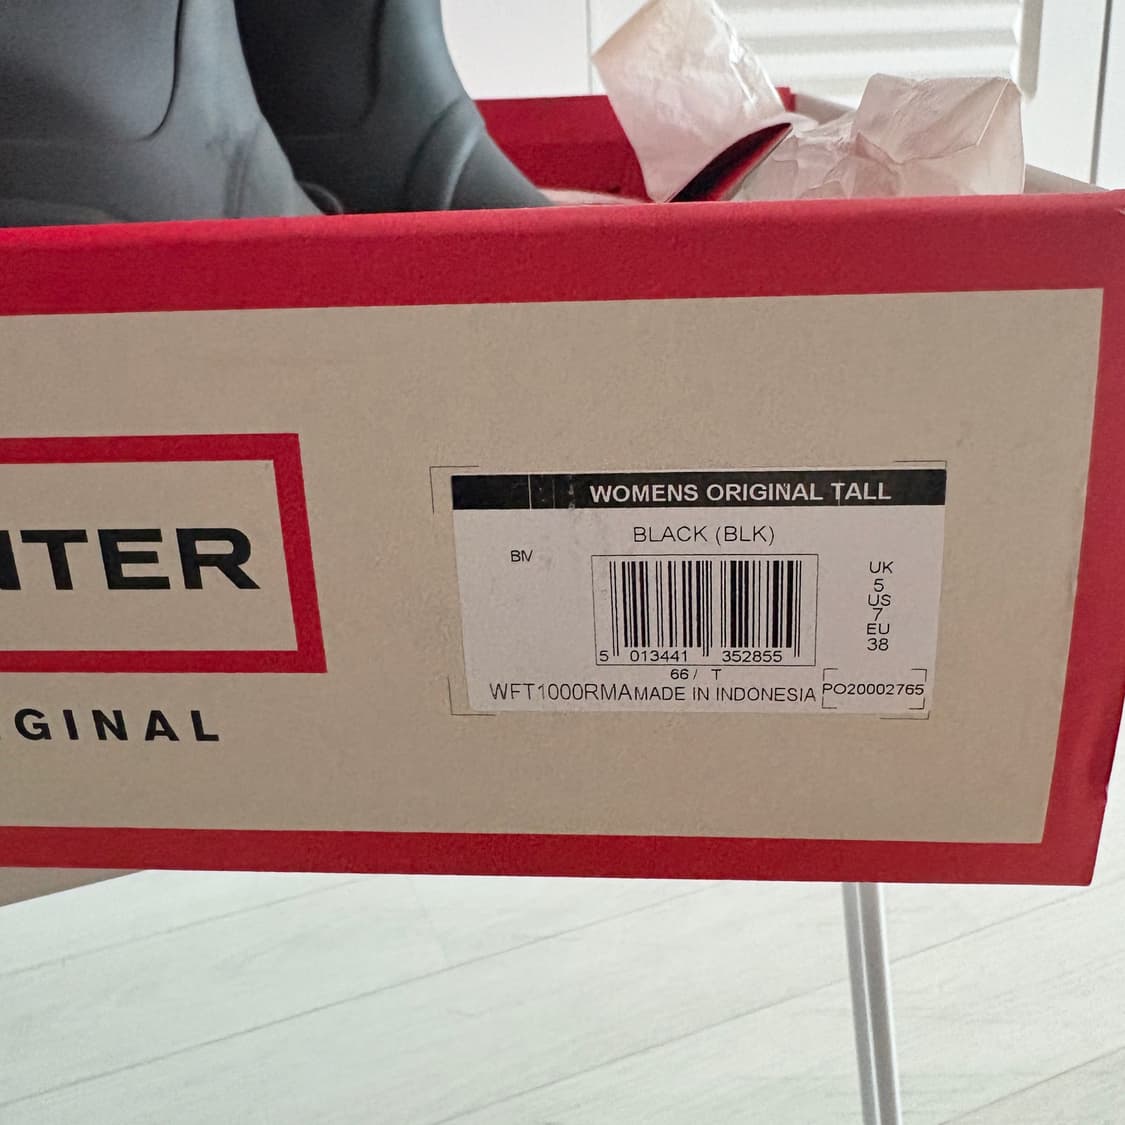 WOMENS ORIGINAL TALL
BLACK (BLK)
BM
UK
5
US
7
EU
38
5 013441 352855
66/ T
WFT1000RMA MADE IN INDONESIA PO20002765
NTER
GINAL